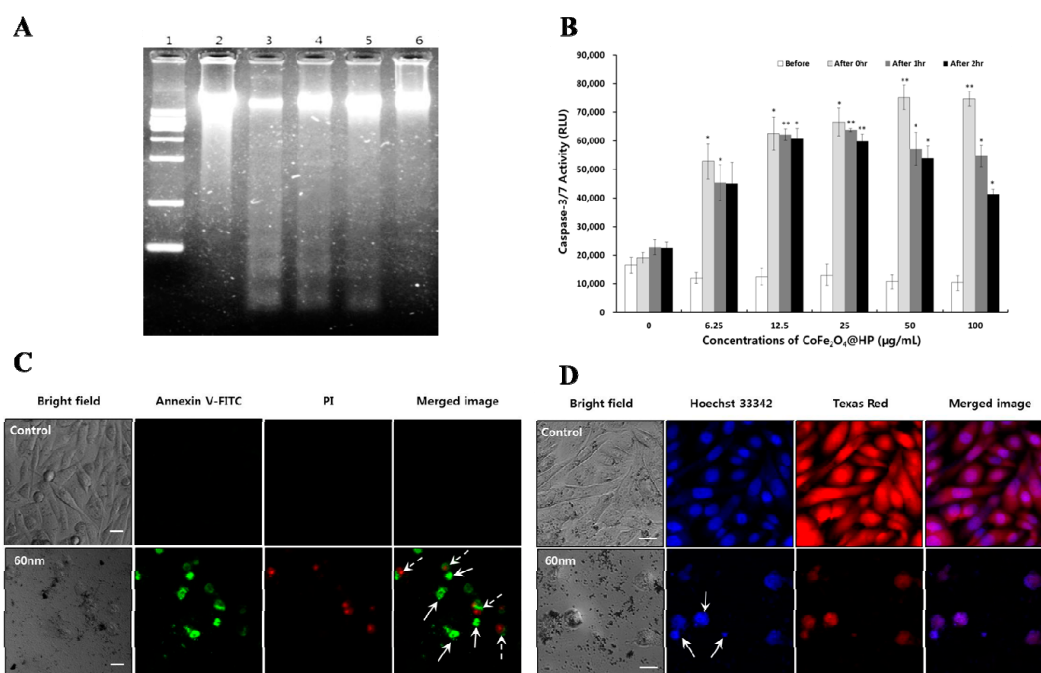 A
1 2 3 4 5 6
B
90,000
80,000
70,000
60,000
50,000
40,000
30,000
20,000
10,000
0
Caspase-3/7 Activity (RLU)
Before After 0hr After 1hr After 2hr
* *
* ** *
* ** **
** * *
** * *
0 6.25 12.5 25 50 100
Concentrations of CoFe₂O₄@HP (µg/mL)
C
Bright field Annexin V-FITC PI Merged image
Control
60nm
D
Bright field Hoechst 33342 Texas Red Merged image
Control
60nm